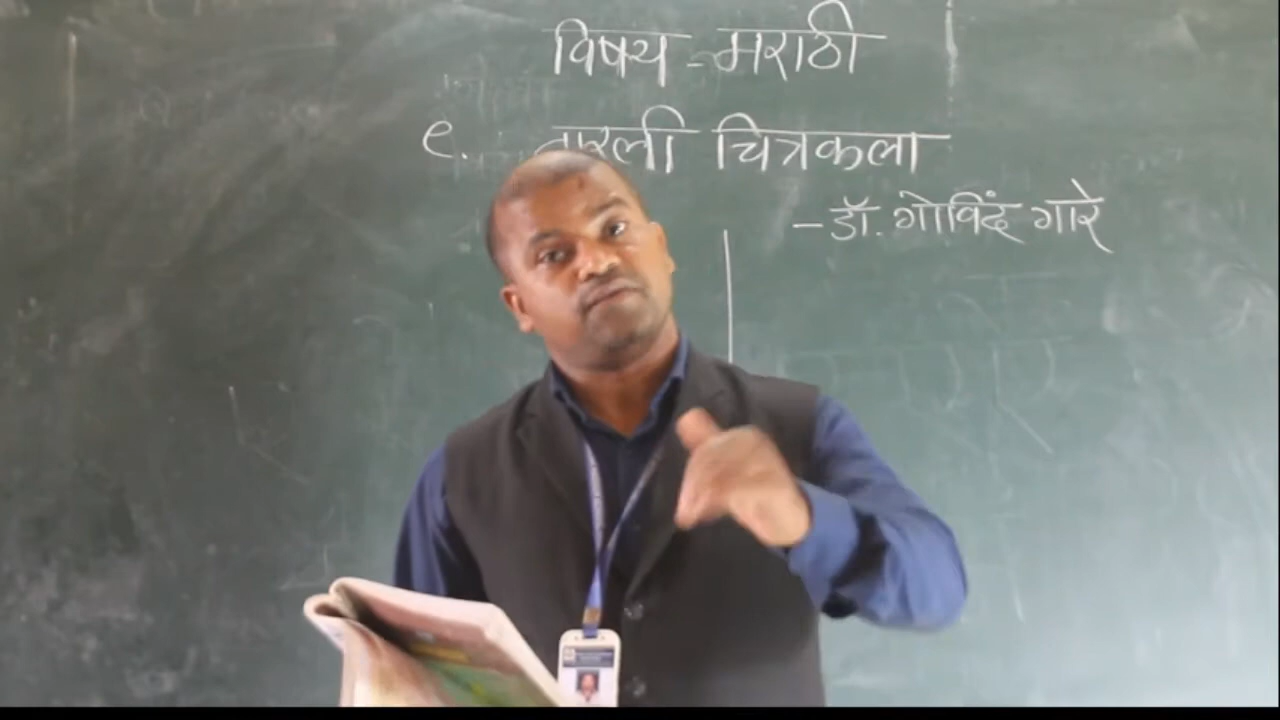 विषय - मराठी
९. वारली चित्रकला
- डॉ. गोविंद गारे